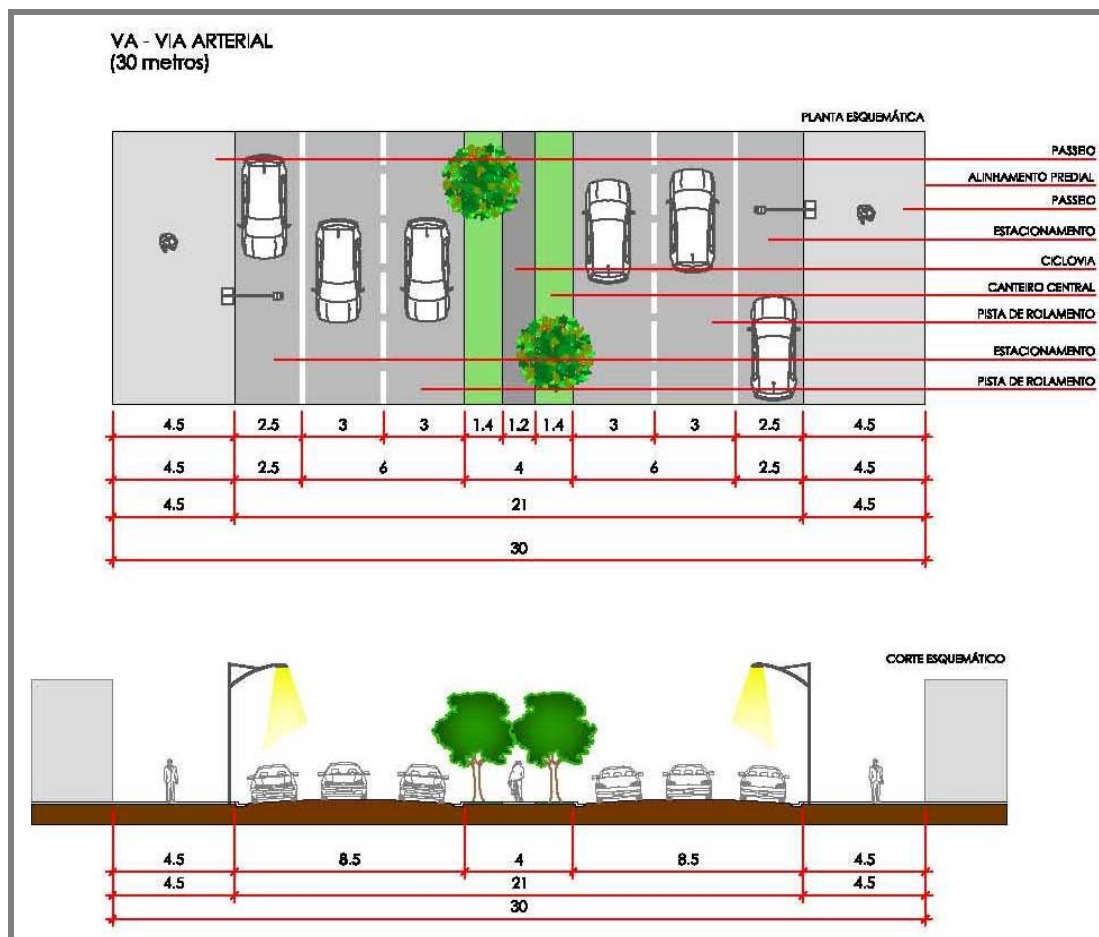 VA - VIA ARTERIAL
(30 metros)
PLANTA ESQUEMÁTICA
PASSEIO
ALINHAMENTO PREDIAL
PASSEIO
ESTACIONAMENTO
CICLOVIA
CANTEIRO CENTRAL
PISTA DE ROLAMENTO
ESTACIONAMENTO
PISTA DE ROLAMENTO
4.5 2.5 3 3 1.4 1.2 1.4 3 3 2.5 4.5
4.5 2.5 6 4 6 2.5 4.5
4.5 21 4.5
30
CORTE ESQUEMÁTICO
4.5 8.5 4 8.5 4.5
4.5 21 4.5
30